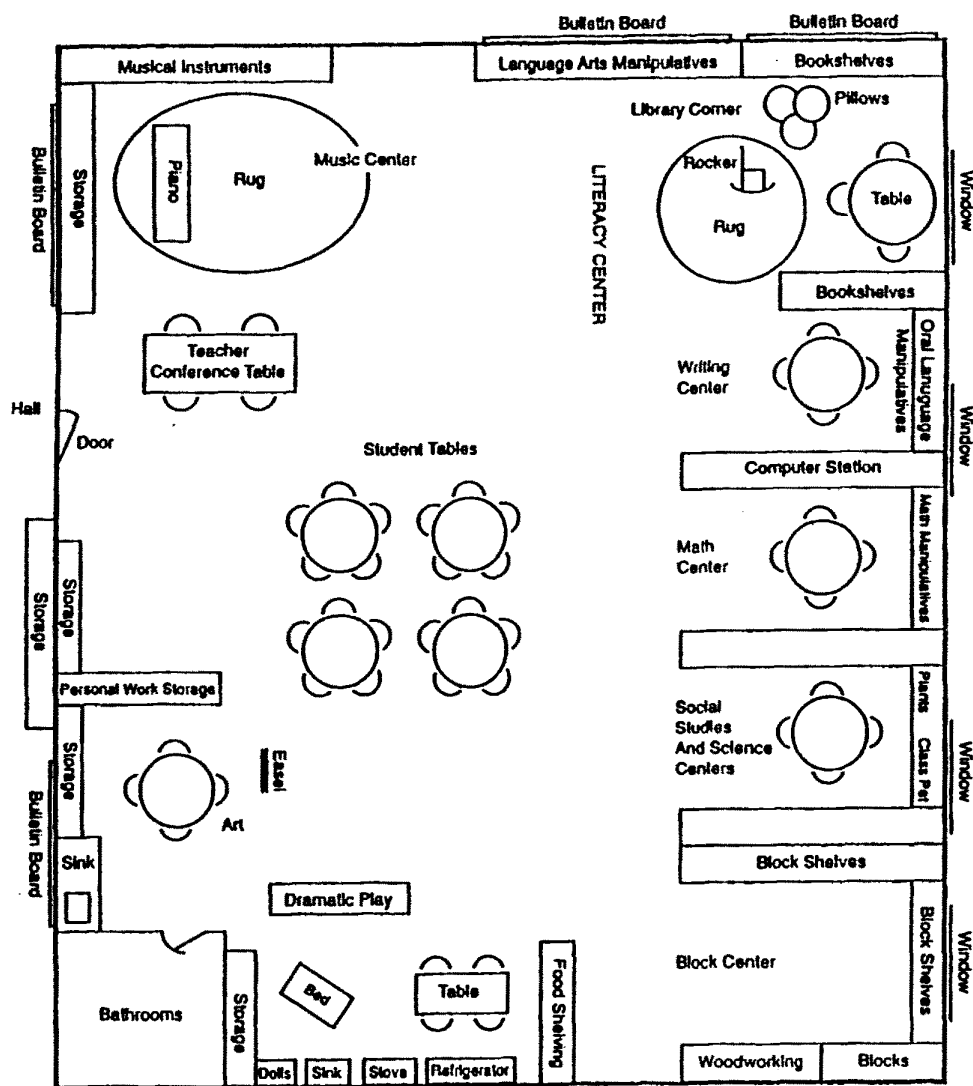 Bulletin Board
Bulletin Board
Musical Instruments
Language Arts Manipulatives
Bookshelves
Library Corner
Pillows
Bulletin Board
Storage
Piano
Rug
Music Center
LITERACY CENTER
Rocker
Rug
Table
Window
Bookshelves
Teacher
Conference Table
Writing
Center
Oral Lanuguage
Manipulatives
Window
Hall
Door
Student Tables
Computer Station
Storage
Storage
Math
Center
Math Manipulatives
Personal Work Storage
Social
Studies
And Science
Centers
Plants
Class Pet
Window
Storage
Bulletin Board
Easel
Art
Sink
Block Shelves
Dramatic Play
Block Center
Block Shelves
Window
Bathrooms
Storage
Bed
Table
Food Shelving
Dolls
Sink
Stove
Refrigerator
Woodworking
Blocks